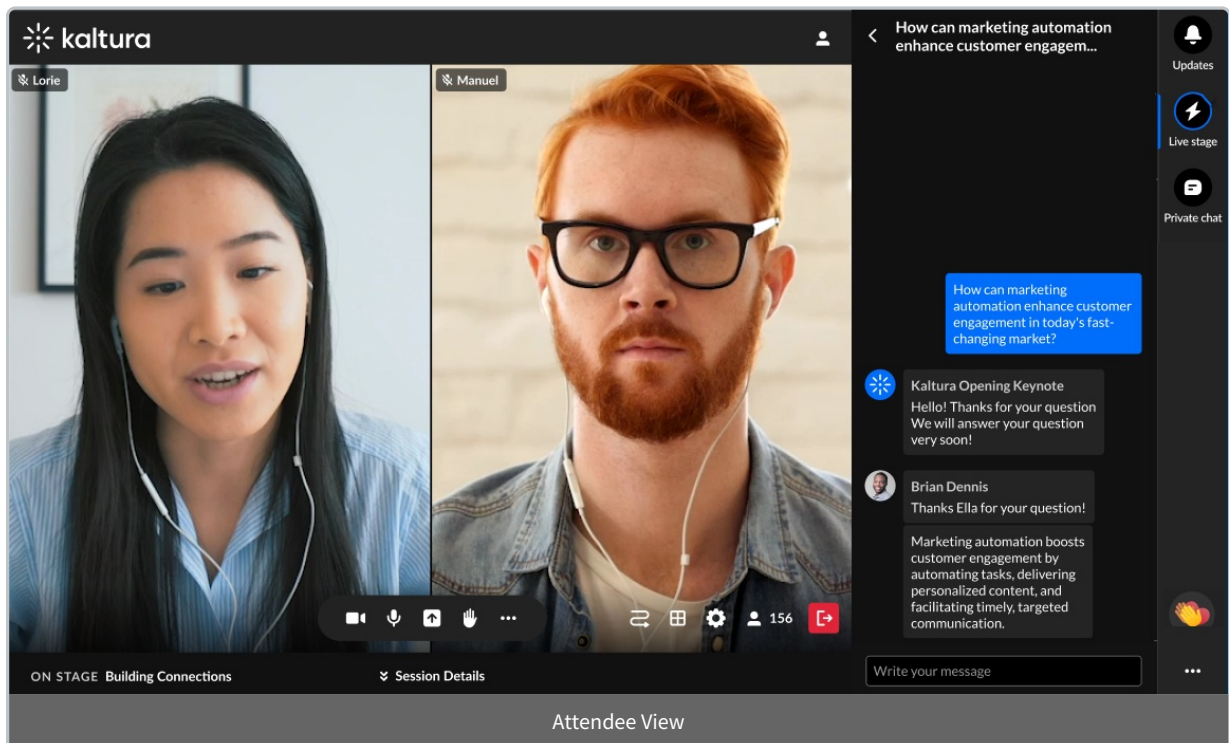 kaltura
Lorie
Manuel
156
ON STAGE Building Connections
Session Details
How can marketing automation
enhance customer engagem...
How can marketing
automation enhance customer
engagement in today's fast-
changing market?
Kaltura Opening Keynote
Hello! Thanks for your question
We will answer your question
very soon!
Brian Dennis
Thanks Ella for your question!
Marketing automation boosts
customer engagement by
automating tasks, delivering
personalized content, and
facilitating timely, targeted
communication.
Write your message
Updates
Live stage
Private chat
Attendee View